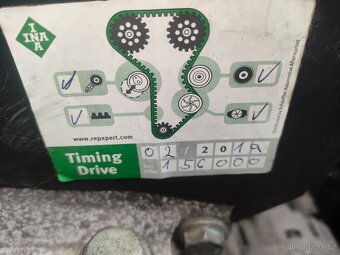 INA
www.repxpert.com
Timing
Drive
02/2019
156000